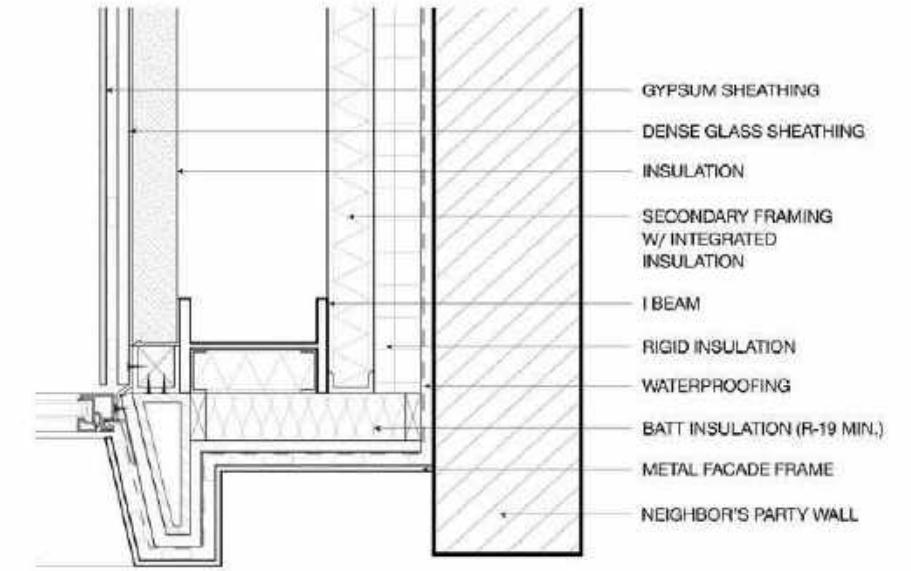 GYPSUM SHEATHING
DENSE GLASS SHEATHING
INSULATION
SECONDARY FRAMING
W/ INTEGRATED
INSULATION
I BEAM
RIGID INSULATION
WATERPROOFING
BATT INSULATION (R-19 MIN.)
METAL FACADE FRAME
NEIGHBOR'S PARTY WALL